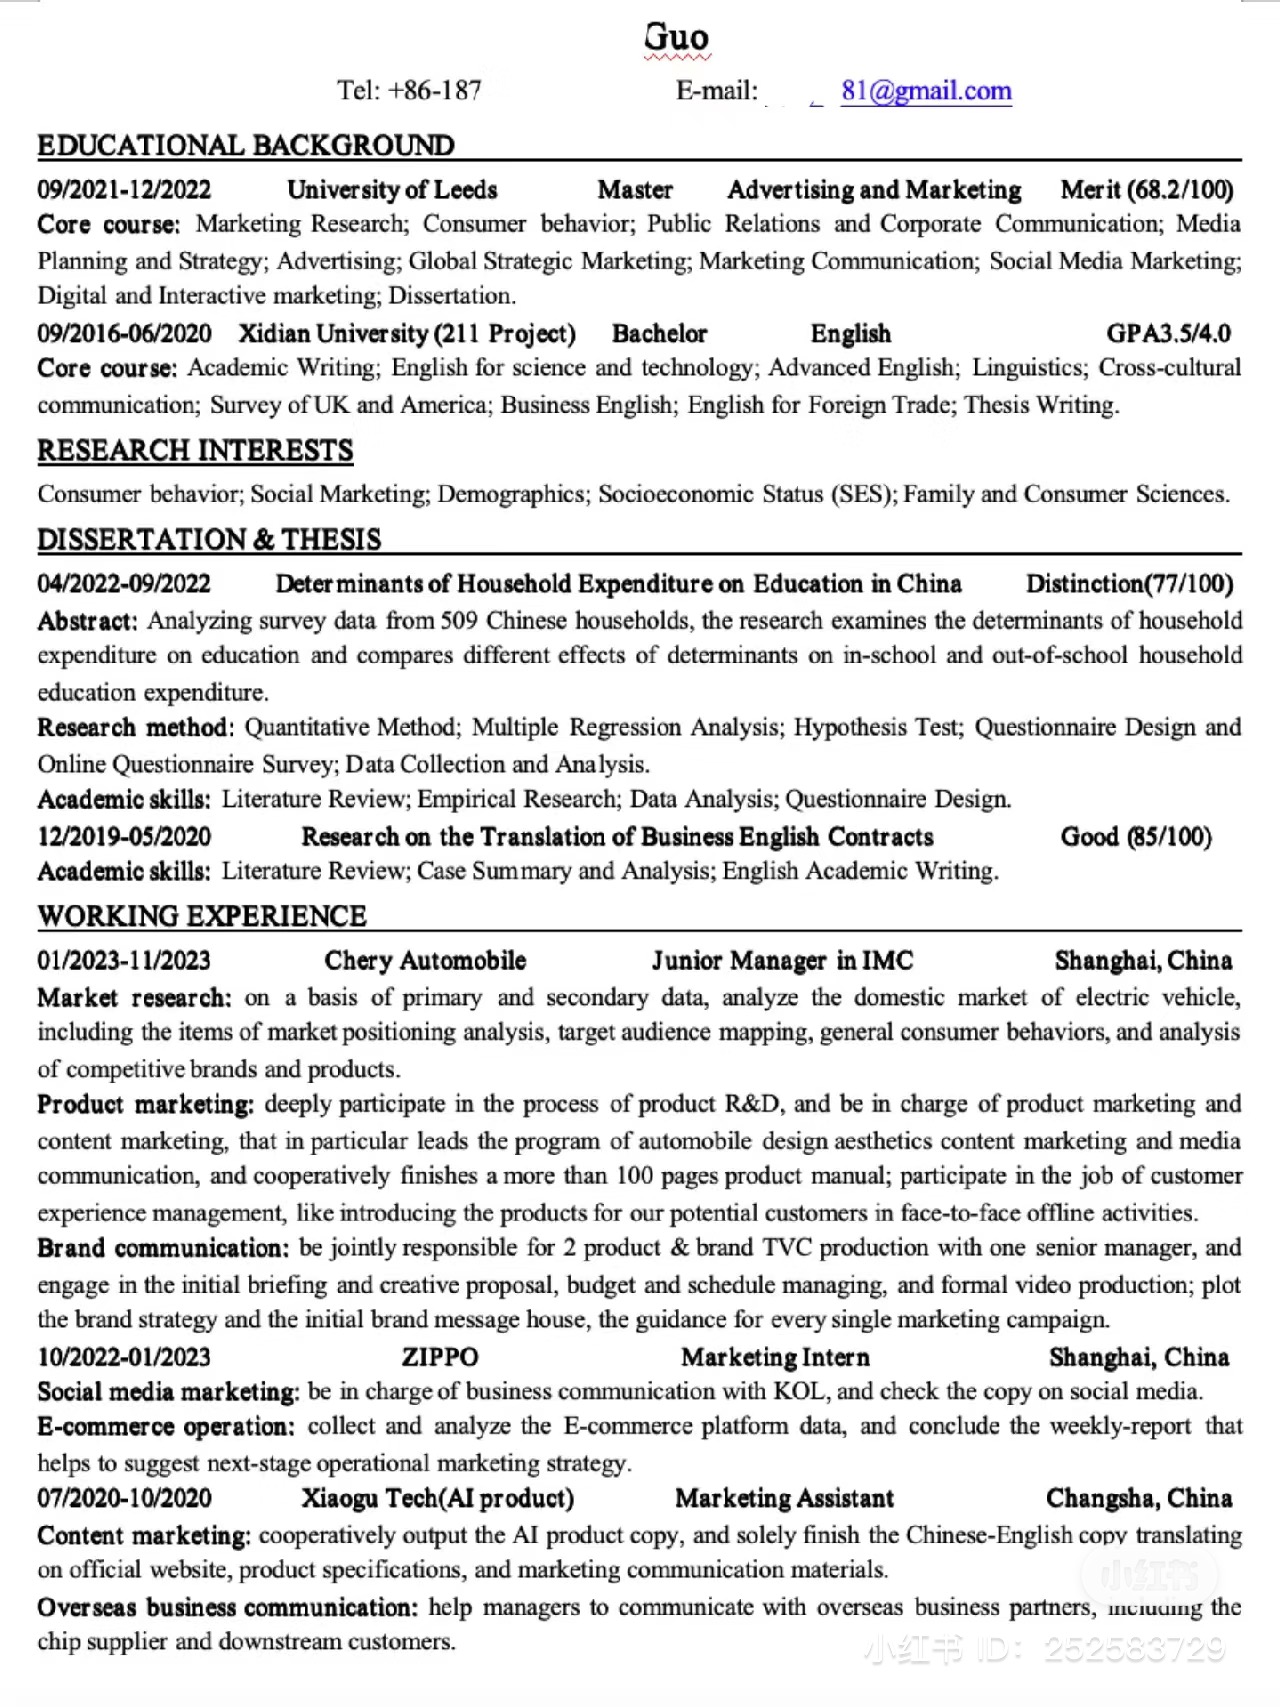 Guo
Tel: +86-187 E-mail: 81@gmail.com
EDUCATIONAL BACKGROUND
09/2021-12/2022 University of Leeds Master Advertising and Marketing Merit (68.2/100)
Core course: Marketing Research; Consumer behavior; Public Relations and Corporate Communication; Media
Planning and Strategy; Advertising; Global Strategic Marketing; Marketing Communication; Social Media Marketing;
Digital and Interactive marketing; Dissertation.
09/2016-06/2020 Xidian University (211 Project) Bachelor English GPA3.5/4.0
Core course: Academic Writing; English for science and technology; Advanced English; Linguistics; Cross-cultural
communication; Survey of UK and America; Business English; English for Foreign Trade; Thesis Writing.
RESEARCH INTERESTS
Consumer behavior; Social Marketing; Demographics; Socioeconomic Status (SES); Family and Consumer Sciences.
DISSERTATION & THESIS
04/2022-09/2022 Determinants of Household Expenditure on Education in China Distinction(77/100)
Abstract: Analyzing survey data from 509 Chinese households, the research examines the determinants of household
expenditure on education and compares different effects of determinants on in-school and out-of-school household
education expenditure.
Research method: Quantitative Method; Multiple Regression Analysis; Hypothesis Test; Questionnaire Design and
Online Questionnaire Survey; Data Collection and Analysis.
Academic skills: Literature Review; Empirical Research; Data Analysis; Questionnaire Design.
12/2019-05/2020 Research on the Translation of Business English Contracts Good (85/100)
Academic skills: Literature Review; Case Summary and Analysis; English Academic Writing.
WORKING EXPERIENCE
01/2023-11/2023 Chery Automobile Junior Manager in IMC Shanghai, China
Market research: on a basis of primary and secondary data, analyze the domestic market of electric vehicle,
including the items of market positioning analysis, target audience mapping, general consumer behaviors, and analysis
of competitive brands and products.
Product marketing: deeply participate in the process of product R&D, and be in charge of product marketing and
content marketing, that in particular leads the program of automobile design aesthetics content marketing and media
communication, and cooperatively finishes a more than 100 pages product manual; participate in the job of customer
experience management, like introducing the products for our potential customers in face-to-face offline activities.
Brand communication: be jointly responsible for 2 product & brand TVC production with one senior manager, and
engage in the initial briefing and creative proposal, budget and schedule managing, and formal video production; plot
the brand strategy and the initial brand message house, the guidance for every single marketing campaign.
10/2022-01/2023 ZIPPO Marketing Intern Shanghai, China
Social media marketing: be in charge of business communication with KOL, and check the copy on social media.
E-commerce operation: collect and analyze the E-commerce platform data, and conclude the weekly-report that
helps to suggest next-stage operational marketing strategy.
07/2020-10/2020 Xiaogu Tech(AI product) Marketing Assistant Changsha, China
Content marketing: cooperatively output the AI product copy, and solely finish the Chinese-English copy translating
on official website, product specifications, and marketing communication materials.
小红书
Overseas business communication: help managers to communicate with overseas business partners, including the
chip supplier and downstream customers.
小红书 ID: 252583729